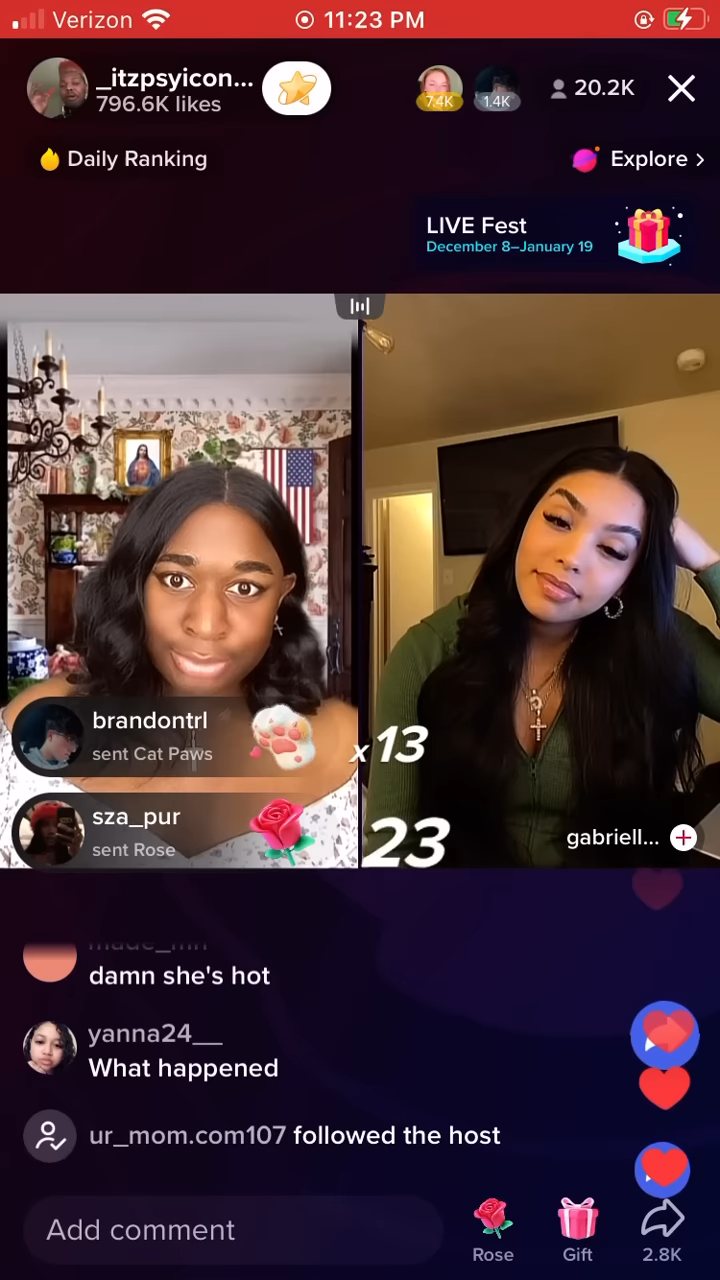 Verizon 11:23 PM
_itzpsyicon...
796.6K likes
7.4K
1.4K
20.2K
Daily Ranking
Explore >
LIVE Fest
December 8–January 19
brandontrl
sent Cat Paws
x 13
sza_pur
sent Rose
23
gabriell...
damn she's hot
yanna24__
What happened
ur_mom.com107 followed the host
Add comment
Rose
Gift
2.8K